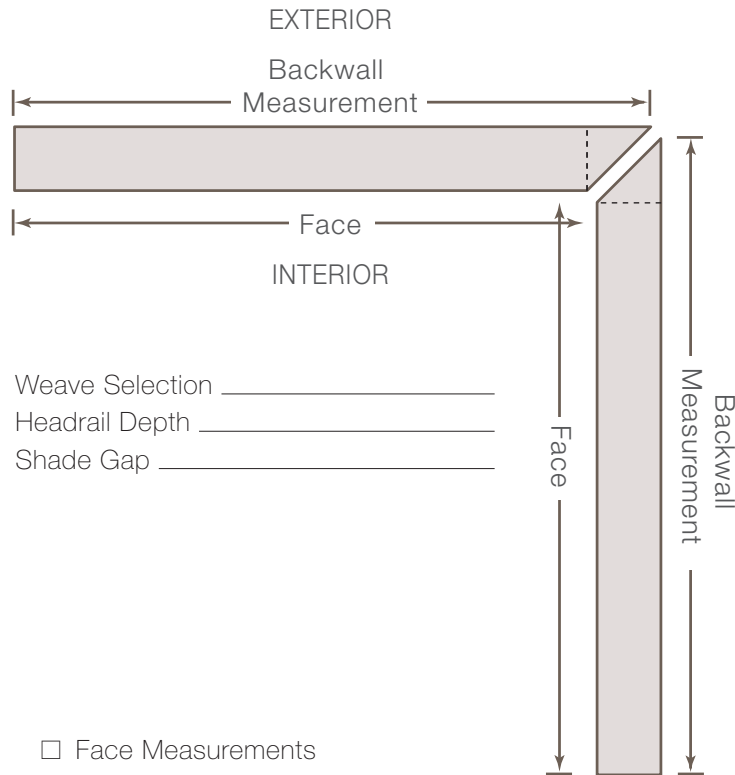 EXTERIOR
Backwall
Measurement
Face
INTERIOR
Weave Selection
Headrail Depth
Shade Gap
Face
Backwall
Measurement
☐ Face Measurements